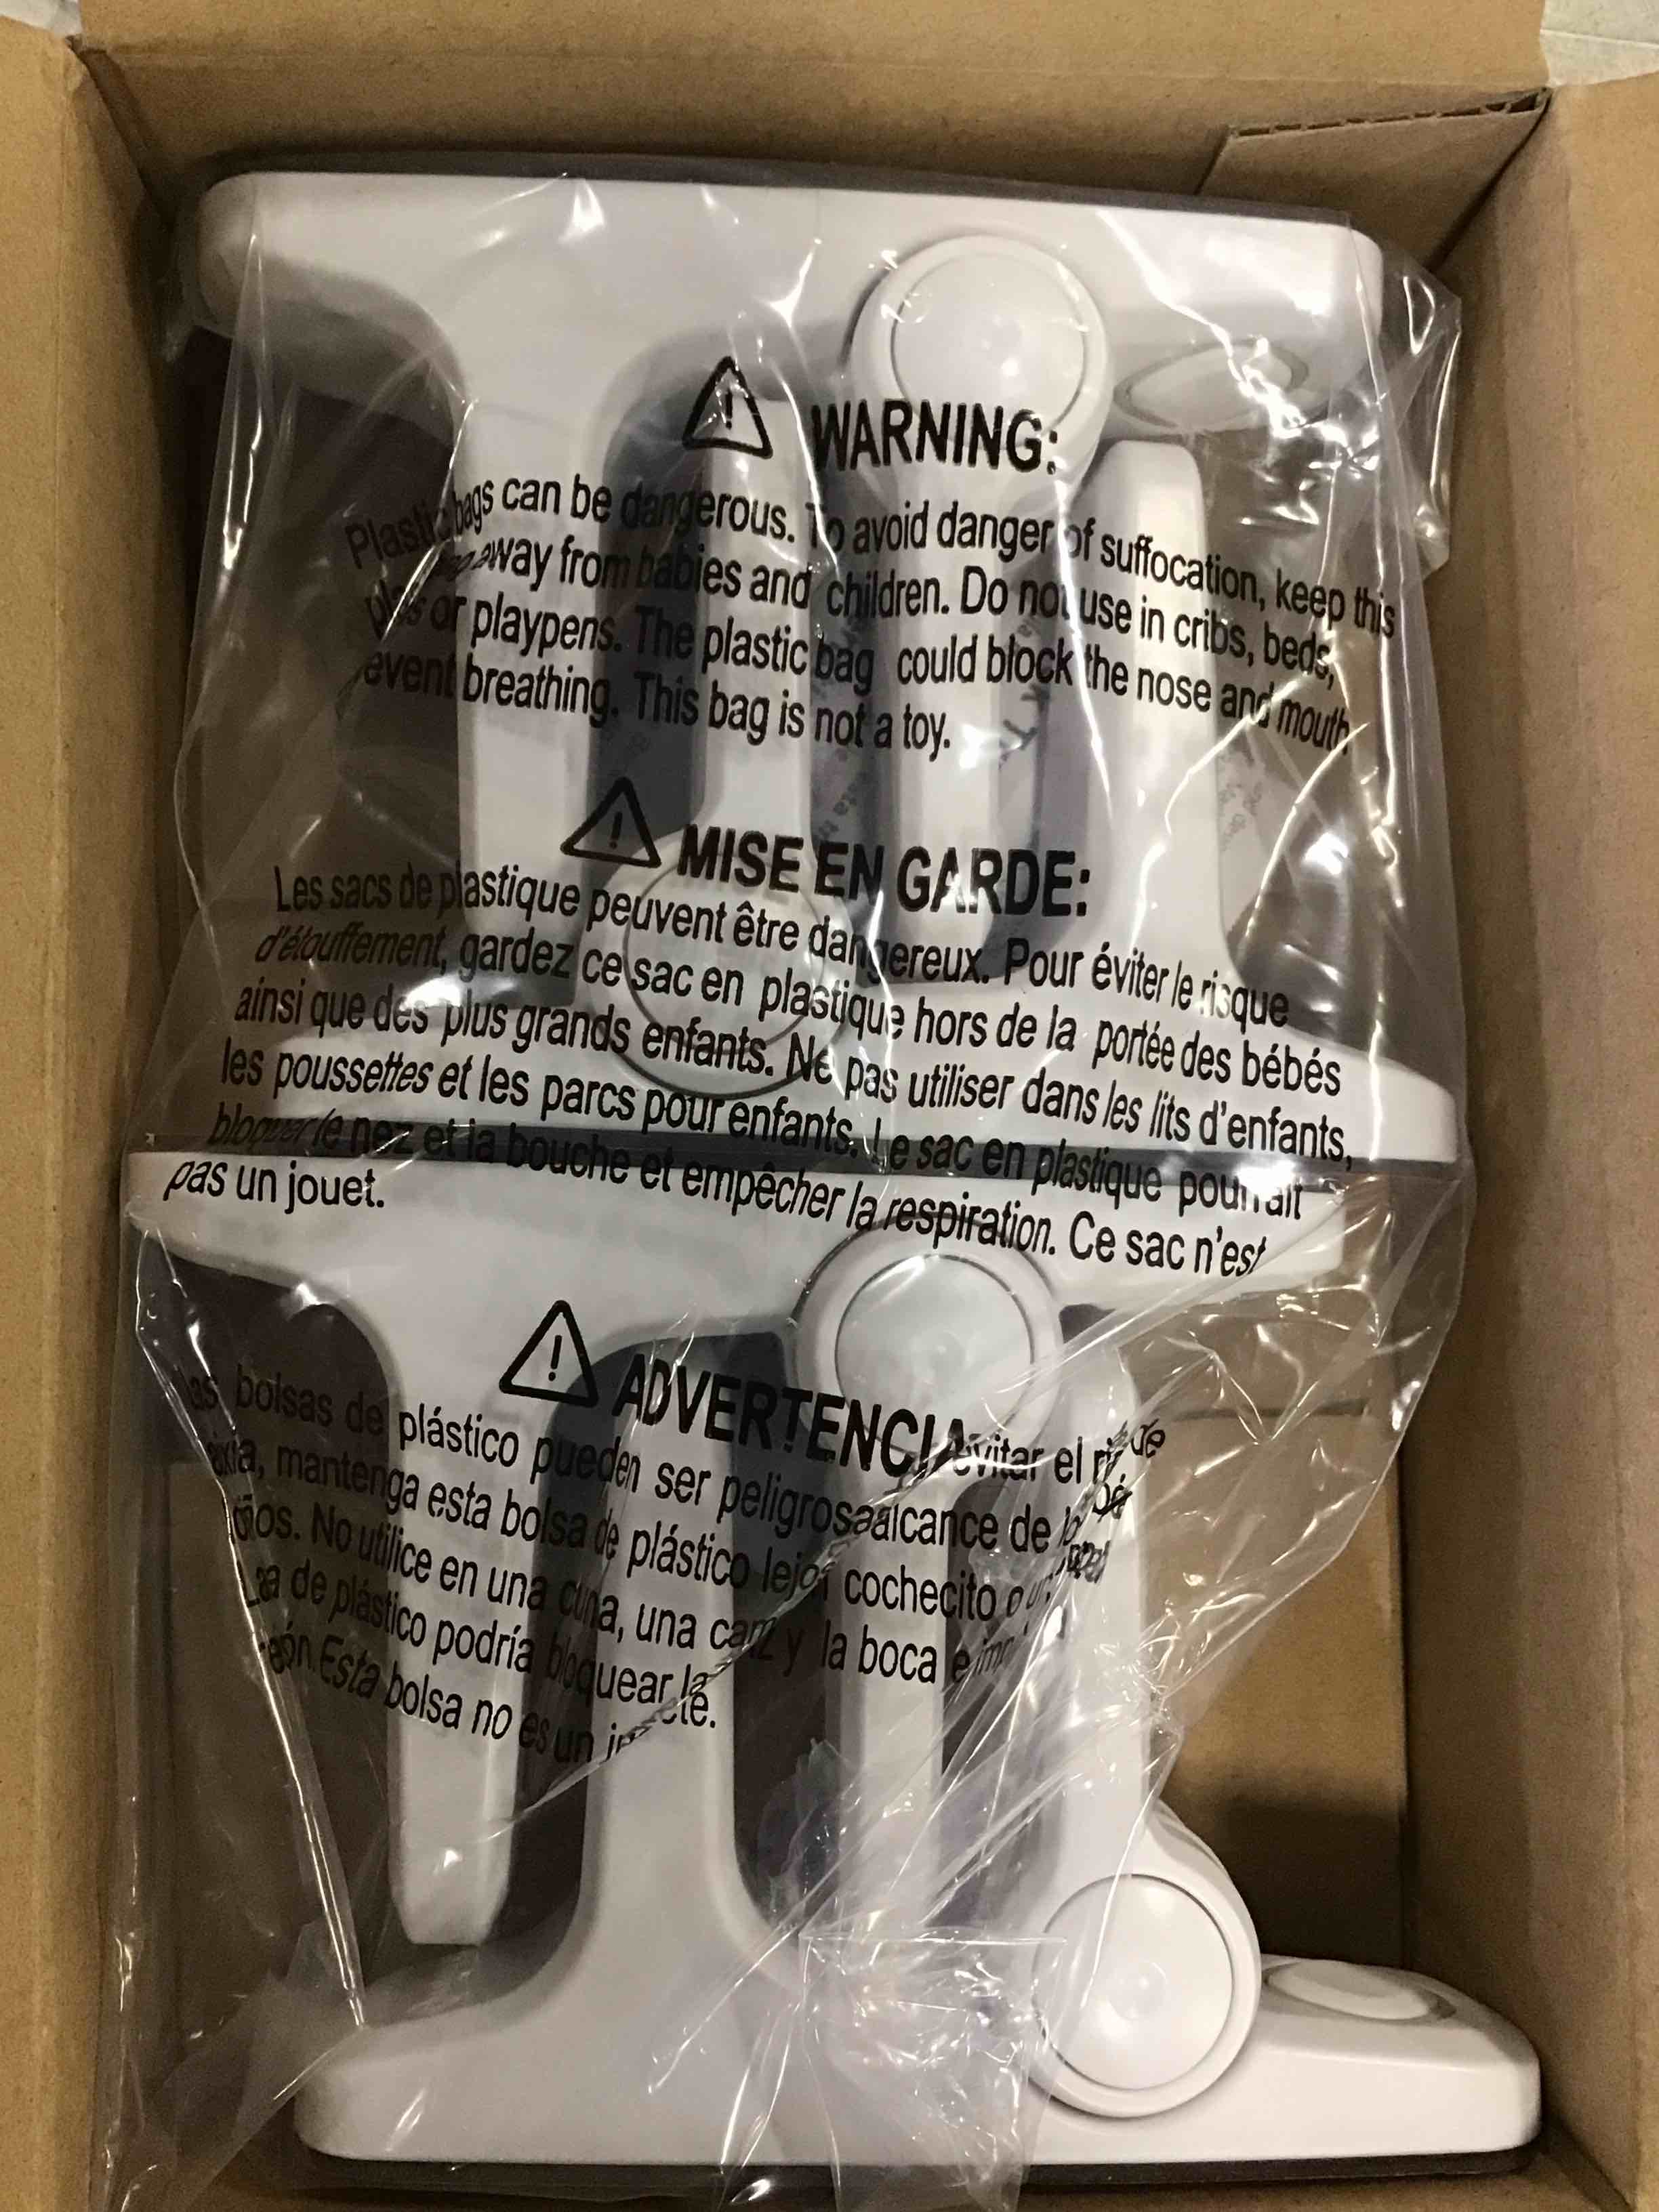 WARNING:
Plastic bags can be dangerous. To avoid danger of suffocation, keep this
away from babies and children. Do not use in cribs, beds,
or playpens. The plastic bag could block the nose and mouth
breathing. This bag is not a toy.
MISE EN GARDE:
Les sacs de plastique peuvent être dangereux. Pour éviter le risque
d'étouffement, gardez ce sac en plastique hors de la portée des bébés
ainsi que des plus grands enfants. Ne pas utiliser dans les lits d'enfants,
les poussettes et les parcs pour enfants. Le sac en plastique pourrait
bloquer le nez et la bouche et empêcher la respiration. Ce sac n'est
pas un jouet.
ADVERTENCIA
bolsas de plástico pueden ser evitar el
mantenga esta bolsa de plástico alcance de
No utilice en una cuna, una cochecito
de plástico podría bloquear y la boca e
Esta bolsa no es un